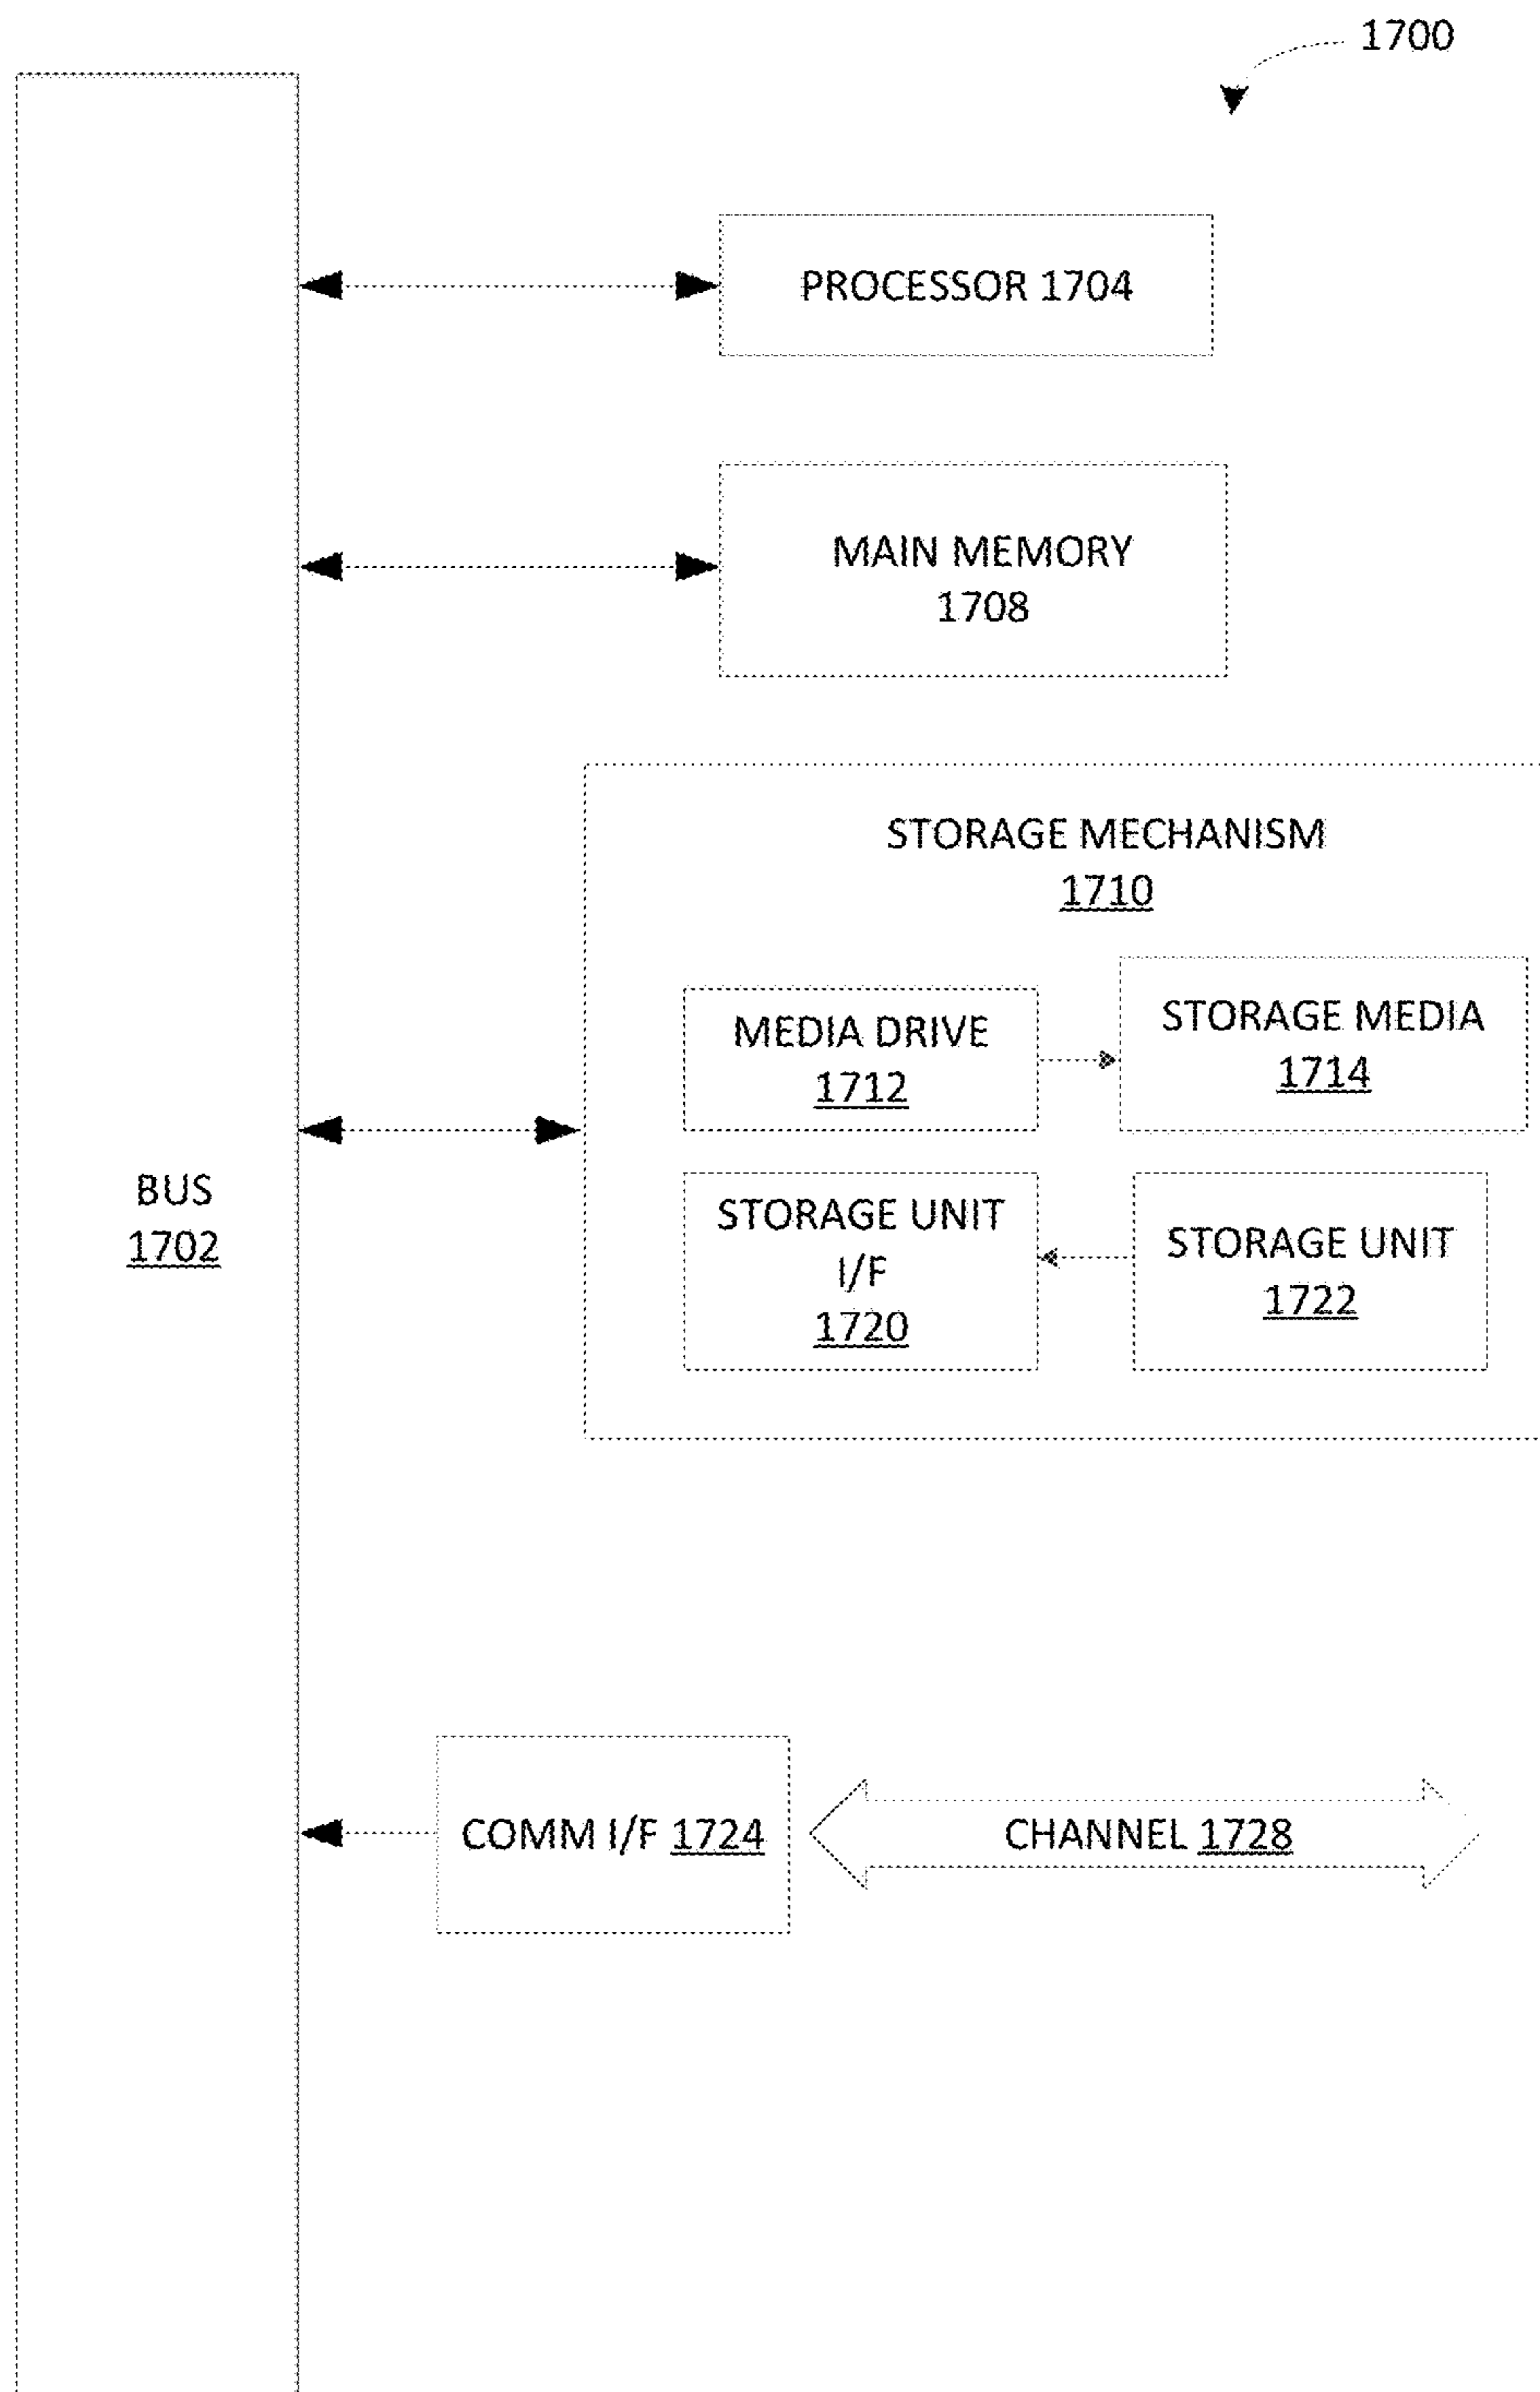 1700
PROCESSOR 1704
MAIN MEMORY
1708
STORAGE MECHANISM
1710
MEDIA DRIVE
1712
STORAGE MEDIA
1714
BUS
1702
STORAGE UNIT
I/F
1720
STORAGE UNIT
1722
COMM I/F 1724
CHANNEL 1728